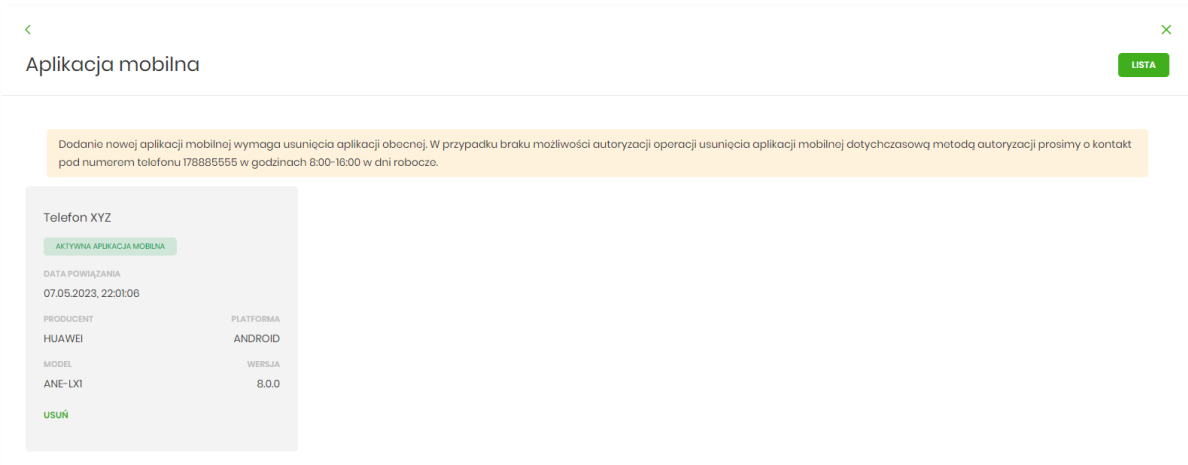 Aplikacja mobilna
LISTA
Dodanie nowej aplikacji mobilnej wymaga usunięcia aplikacji obecnej. W przypadku braku możliwości autoryzacji operacji usunięcia aplikacji mobilnej dotychczasową metodą autoryzacji prosimy o kontakt
pod numerem telefonu 178885555 w godzinach 8:00-16:00 w dni robocze.
Telefon XYZ
AKTYWNA APLIKACJA MOBILNA
DATA POWIĄZANIA
07.05.2023, 22:01:06
PRODUCENT PLATFORMA
HUAWEI ANDROID
MODEL WERSJA
ANE-LX1 8.0.0
USUŃ